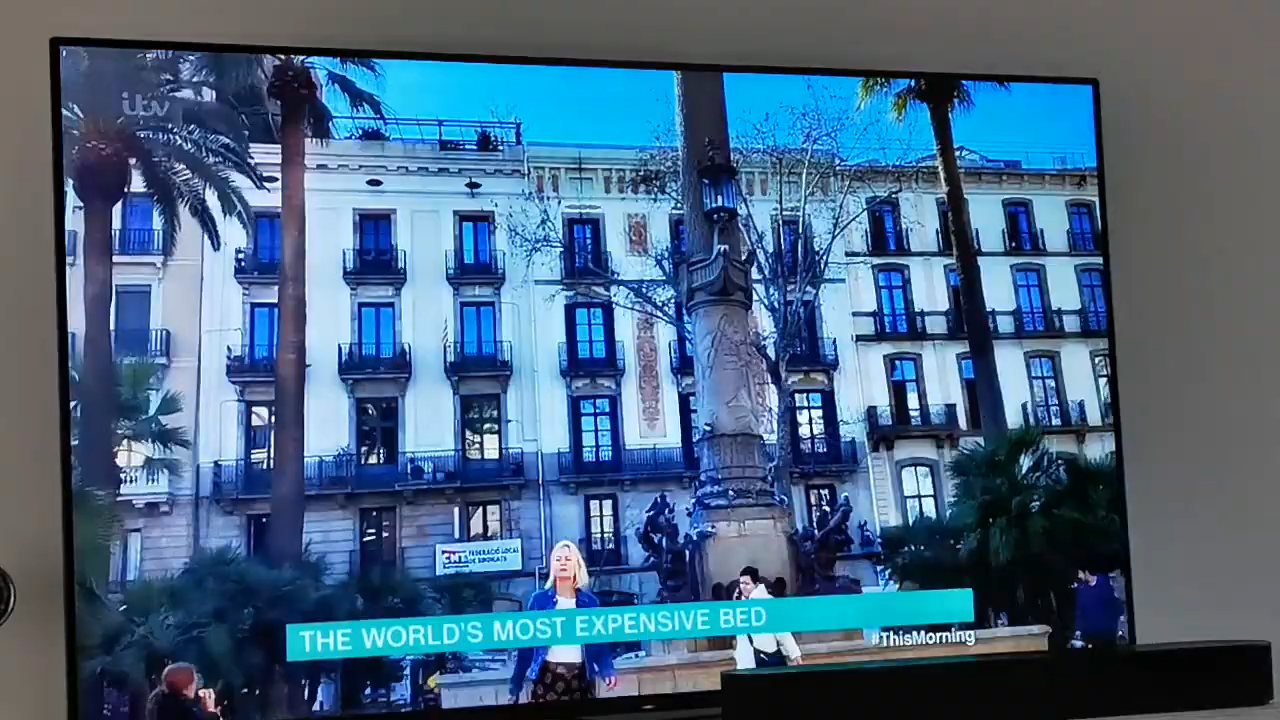 itv
CNT
FEDERACIÓ LOCAL
DE SINDICATS
THE WORLD'S MOST EXPENSIVE BED
#ThisMorning